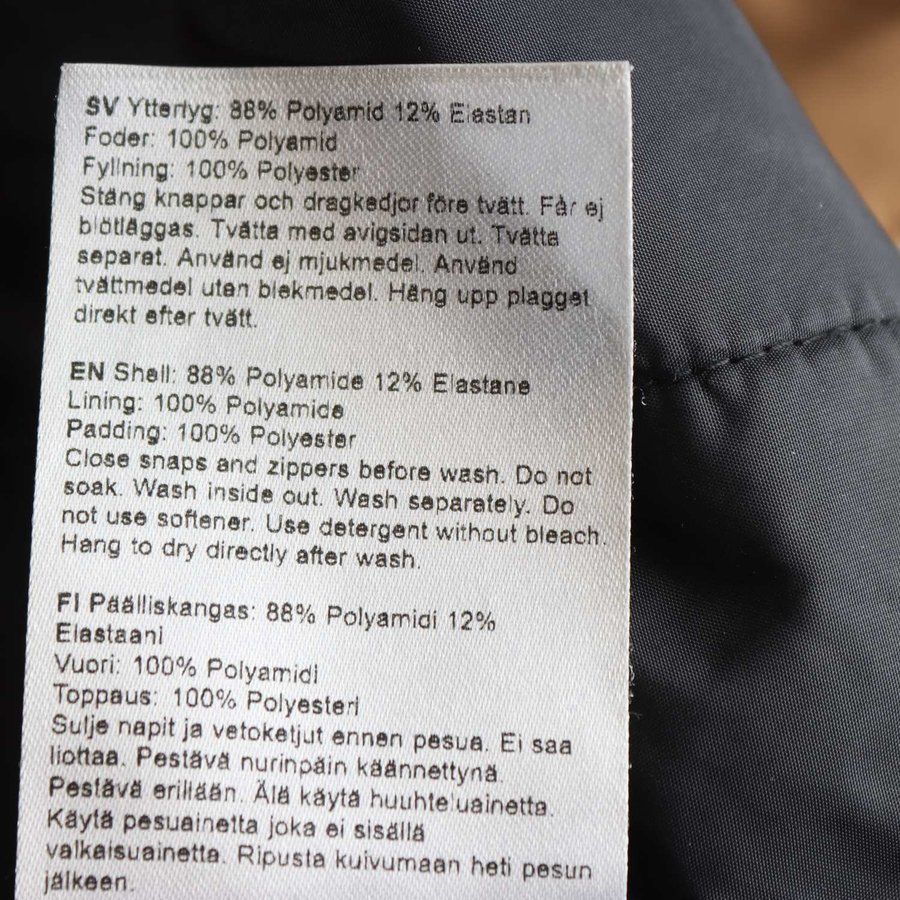 SV Yttertyg: 88% Polyamid 12% Elastan
Foder: 100% Polyamid
Fyllning: 100% Polyester
Stäng knappar och dragkedjor före tvätt. Får ej
blötläggas. Tvätta med avigsidan ut. Tvätta
separat. Använd ej mjukmedel. Använd
tvättmedel utan blekmedel. Häng upp plagget
direkt efter tvätt.
EN Shell: 88% Polyamide 12% Elastane
Lining: 100% Polyamide
Padding: 100% Polyester
Close snaps and zippers before wash. Do not
soak. Wash inside out. Wash separately. Do
not use softener. Use detergent without bleach.
Hang to dry directly after wash.
FI Päälliskangas: 88% Polyamidi 12%
Elastaani
Vuori: 100% Polyamidi
Toppaus: 100% Polyesteri
Sulje napit ja vetoketjut ennen pesua. Ei saa
liottaa. Pestävä nurinpäin käännettynä.
Pestävä erillään. Älä käytä huuhteluainetta.
Käytä pesuainetta joka ei sisällä
valkaisuainetta. Ripusta kuivumaan heti pesun
jälkeen.